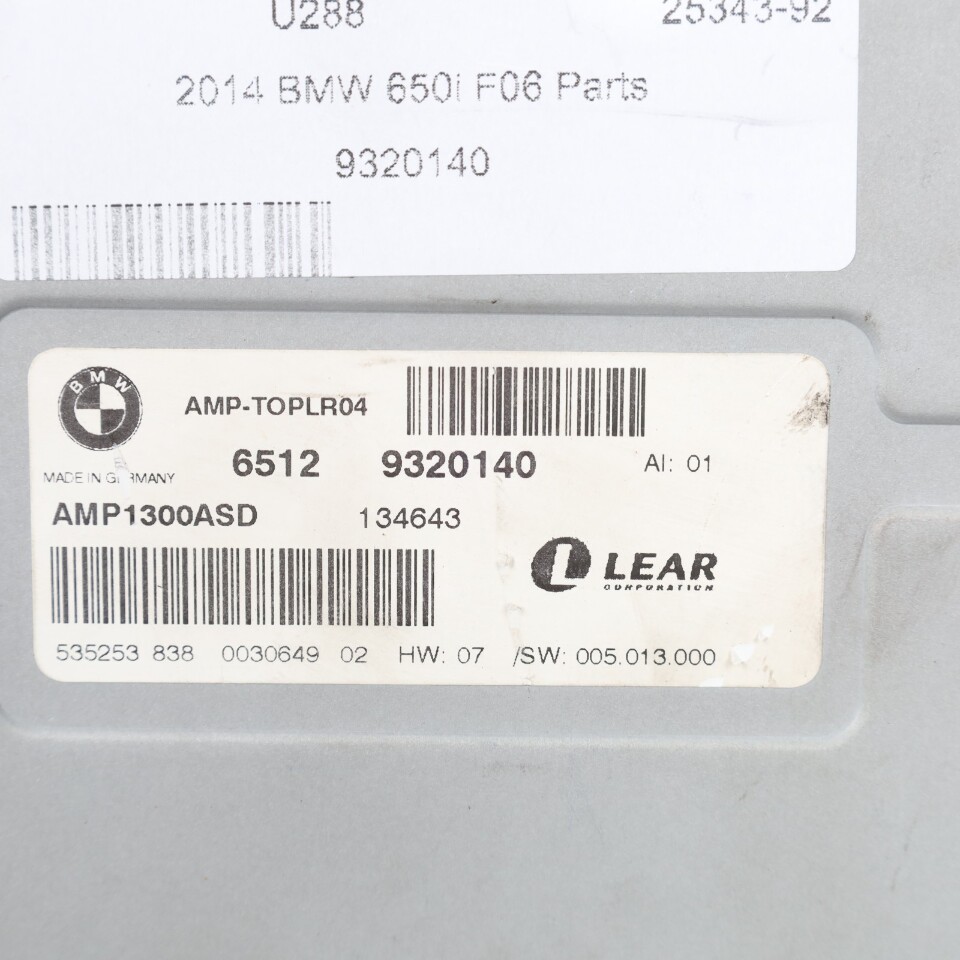 U288 25343-92
2014 BMW 650i F06 Parts
9320140
BMW
AMP-TOPLR04
6512 9320140 AI: 01
MADE IN GERMANY
AMP1300ASD 134643
LEAR
CORPORATION
535253 838 0030649 02 HW: 07 /SW: 005.013.000